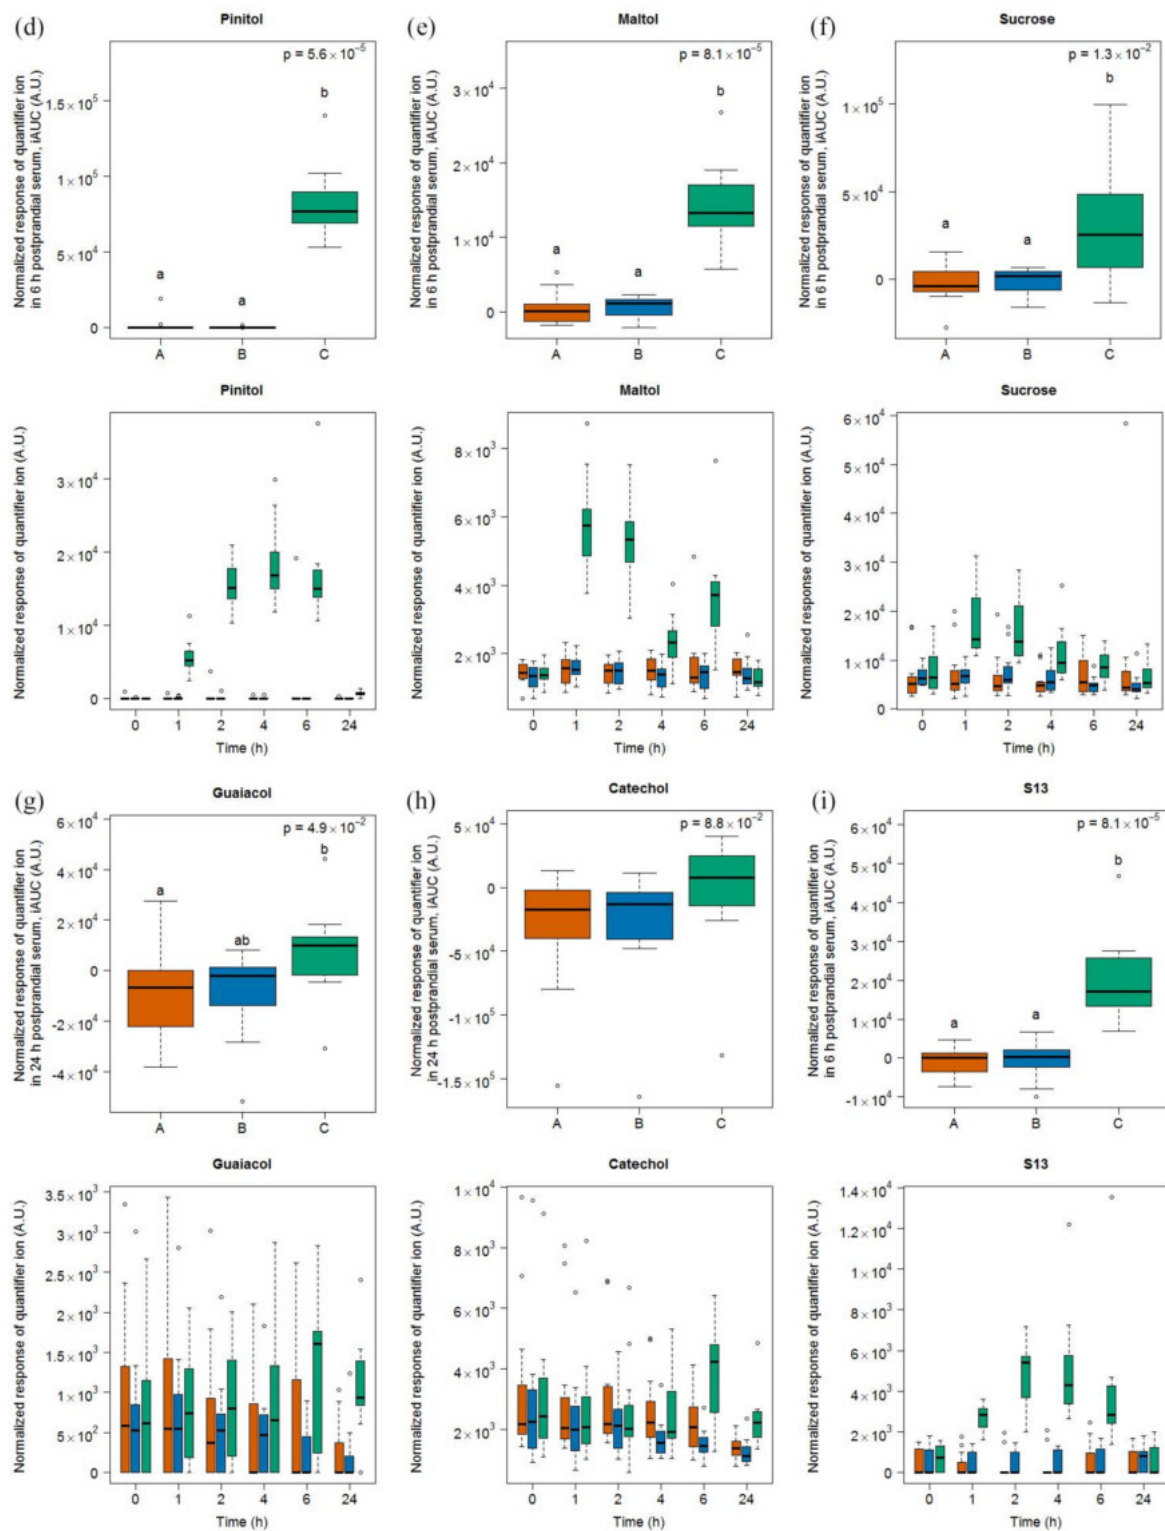 (d)
Pinitol
Normalized response of quantifier ion
in 6 h postprandial serum, iAUC (A.U.)
p = 5.6 × 10⁻⁵
1.5 × 10⁵
1 × 10⁵
5 × 10⁴
0
a
a
b
A B C
(e)
Maltol
Normalized response of quantifier ion
in 6 h postprandial serum, iAUC (A.U.)
p = 8.1 × 10⁻⁵
3 × 10⁴
2 × 10⁴
1 × 10⁴
0
a
a
b
A B C
(f)
Sucrose
Normalized response of quantifier ion
in 6 h postprandial serum, iAUC (A.U.)
p = 1.3 × 10⁻²
1 × 10⁵
5 × 10⁴
0
a
a
b
A B C
Pinitol
Normalized response of quantifier ion (A.U.)
3 × 10⁴
2 × 10⁴
1 × 10⁴
0
0 1 2 4 6 24
Time (h)
Maltol
Normalized response of quantifier ion (A.U.)
8 × 10³
6 × 10³
4 × 10³
2 × 10³
0 1 2 4 6 24
Time (h)
Sucrose
Normalized response of quantifier ion (A.U.)
6 × 10⁴
5 × 10⁴
4 × 10⁴
3 × 10⁴
2 × 10⁴
1 × 10⁴
0
0 1 2 4 6 24
Time (h)
(g)
Guaiacol
Normalized response of quantifier ion
in 24 h postprandial serum, iAUC (A.U.)
p = 4.9 × 10⁻²
6 × 10⁴
4 × 10⁴
2 × 10⁴
0
-2 × 10⁴
-4 × 10⁴
a
ab
b
A B C
(h)
Catechol
Normalized response of quantifier ion
in 24 h postprandial serum, iAUC (A.U.)
p = 8.8 × 10⁻²
5 × 10⁴
0
-5 × 10⁴
-1 × 10⁵
-1.5 × 10⁵
A B C
(i)
S13
Normalized response of quantifier ion
in 6 h postprandial serum, iAUC (A.U.)
p = 8.1 × 10⁻⁵
6 × 10⁴
5 × 10⁴
4 × 10⁴
3 × 10⁴
2 × 10⁴
1 × 10⁴
0
-1 × 10⁴
a
a
b
A B C
Guaiacol
Normalized response of quantifier ion (A.U.)
3.5 × 10³
3 × 10³
2.5 × 10³
2 × 10³
1.5 × 10³
1 × 10³
5 × 10²
0
0 1 2 4 6 24
Time (h)
Catechol
Normalized response of quantifier ion (A.U.)
1 × 10⁴
8 × 10³
6 × 10³
4 × 10³
2 × 10³
0 1 2 4 6 24
Time (h)
S13
Normalized response of quantifier ion (A.U.)
1.4 × 10⁴
1.2 × 10⁴
1 × 10⁴
8 × 10³
6 × 10³
4 × 10³
2 × 10³
0
0 1 2 4 6 24
Time (h)